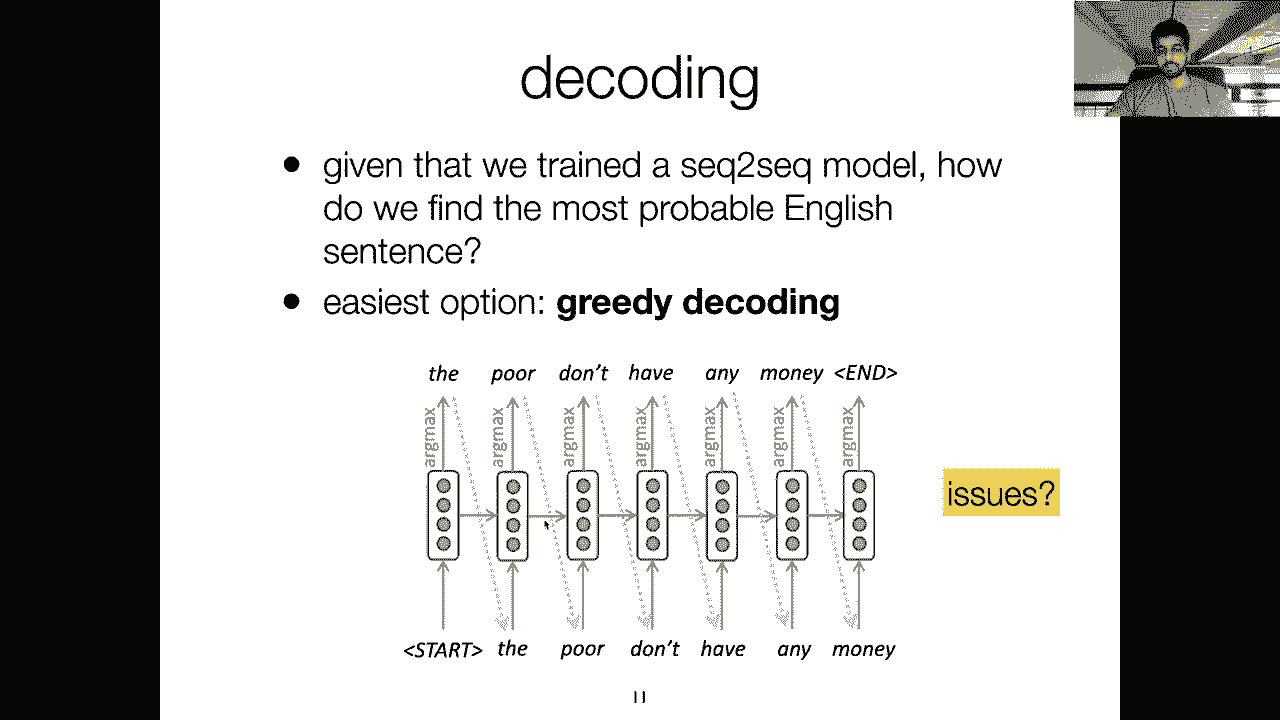 decoding
● given that we trained a seq2seq model, how
do we find the most probable English
sentence?
● easiest option: greedy decoding
the poor don't have any money <END>
argmax argmax argmax argmax argmax argmax argmax
issues?
<START> the poor don't have any money
11